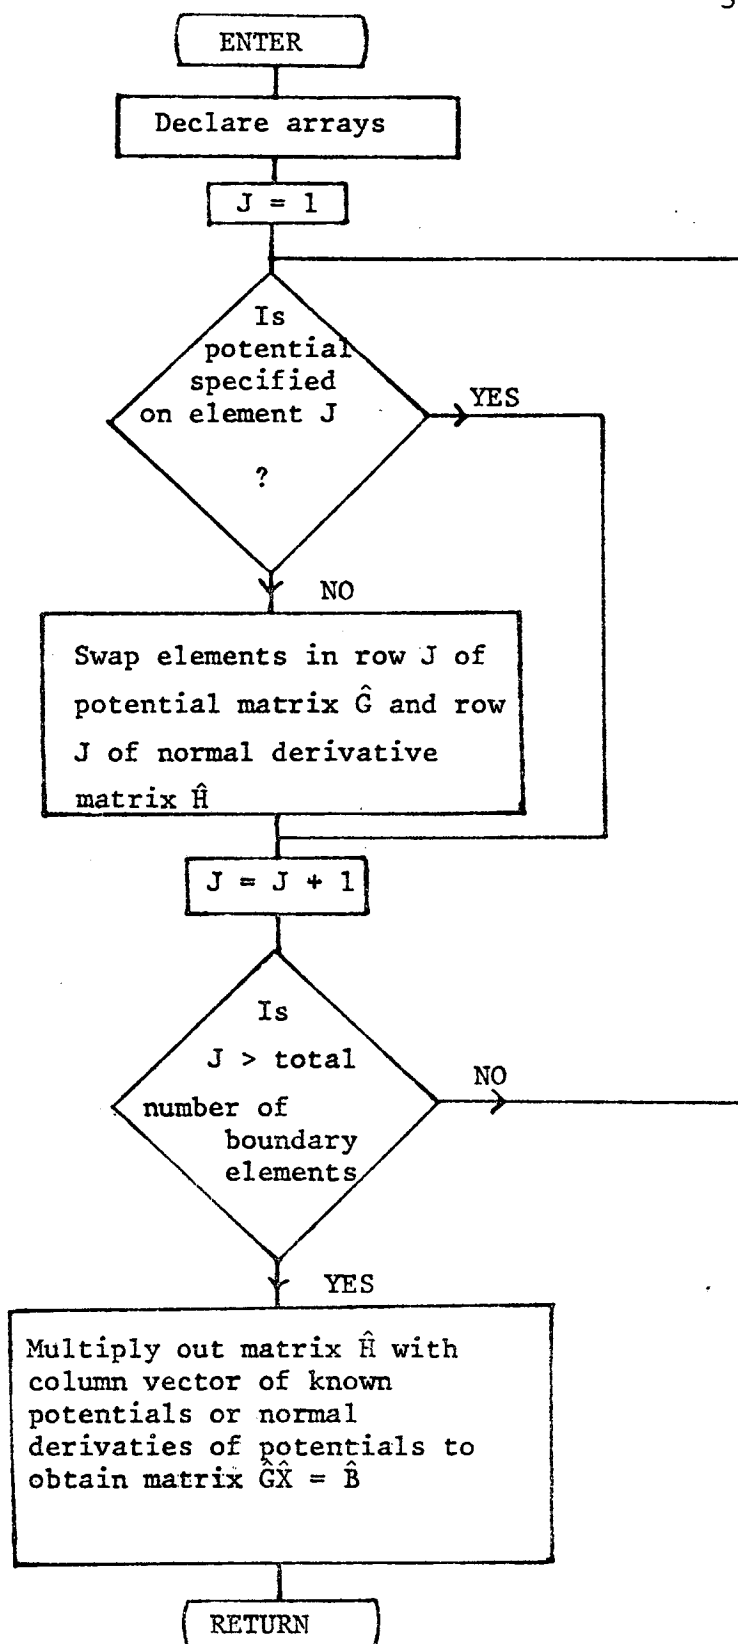 ENTER
Declare arrays
J = 1
Is
potential
specified
on element J
?
YES
NO
Swap elements in row J of
potential matrix Ĝ and row
J of normal derivative
matrix Ĥ
J = J + 1
Is
J > total
number of
boundary
elements
NO
YES
Multiply out matrix Ĥ with
column vector of known
potentials or normal
derivaties of potentials to
obtain matrix ĜX̂ = B̂
RETURN